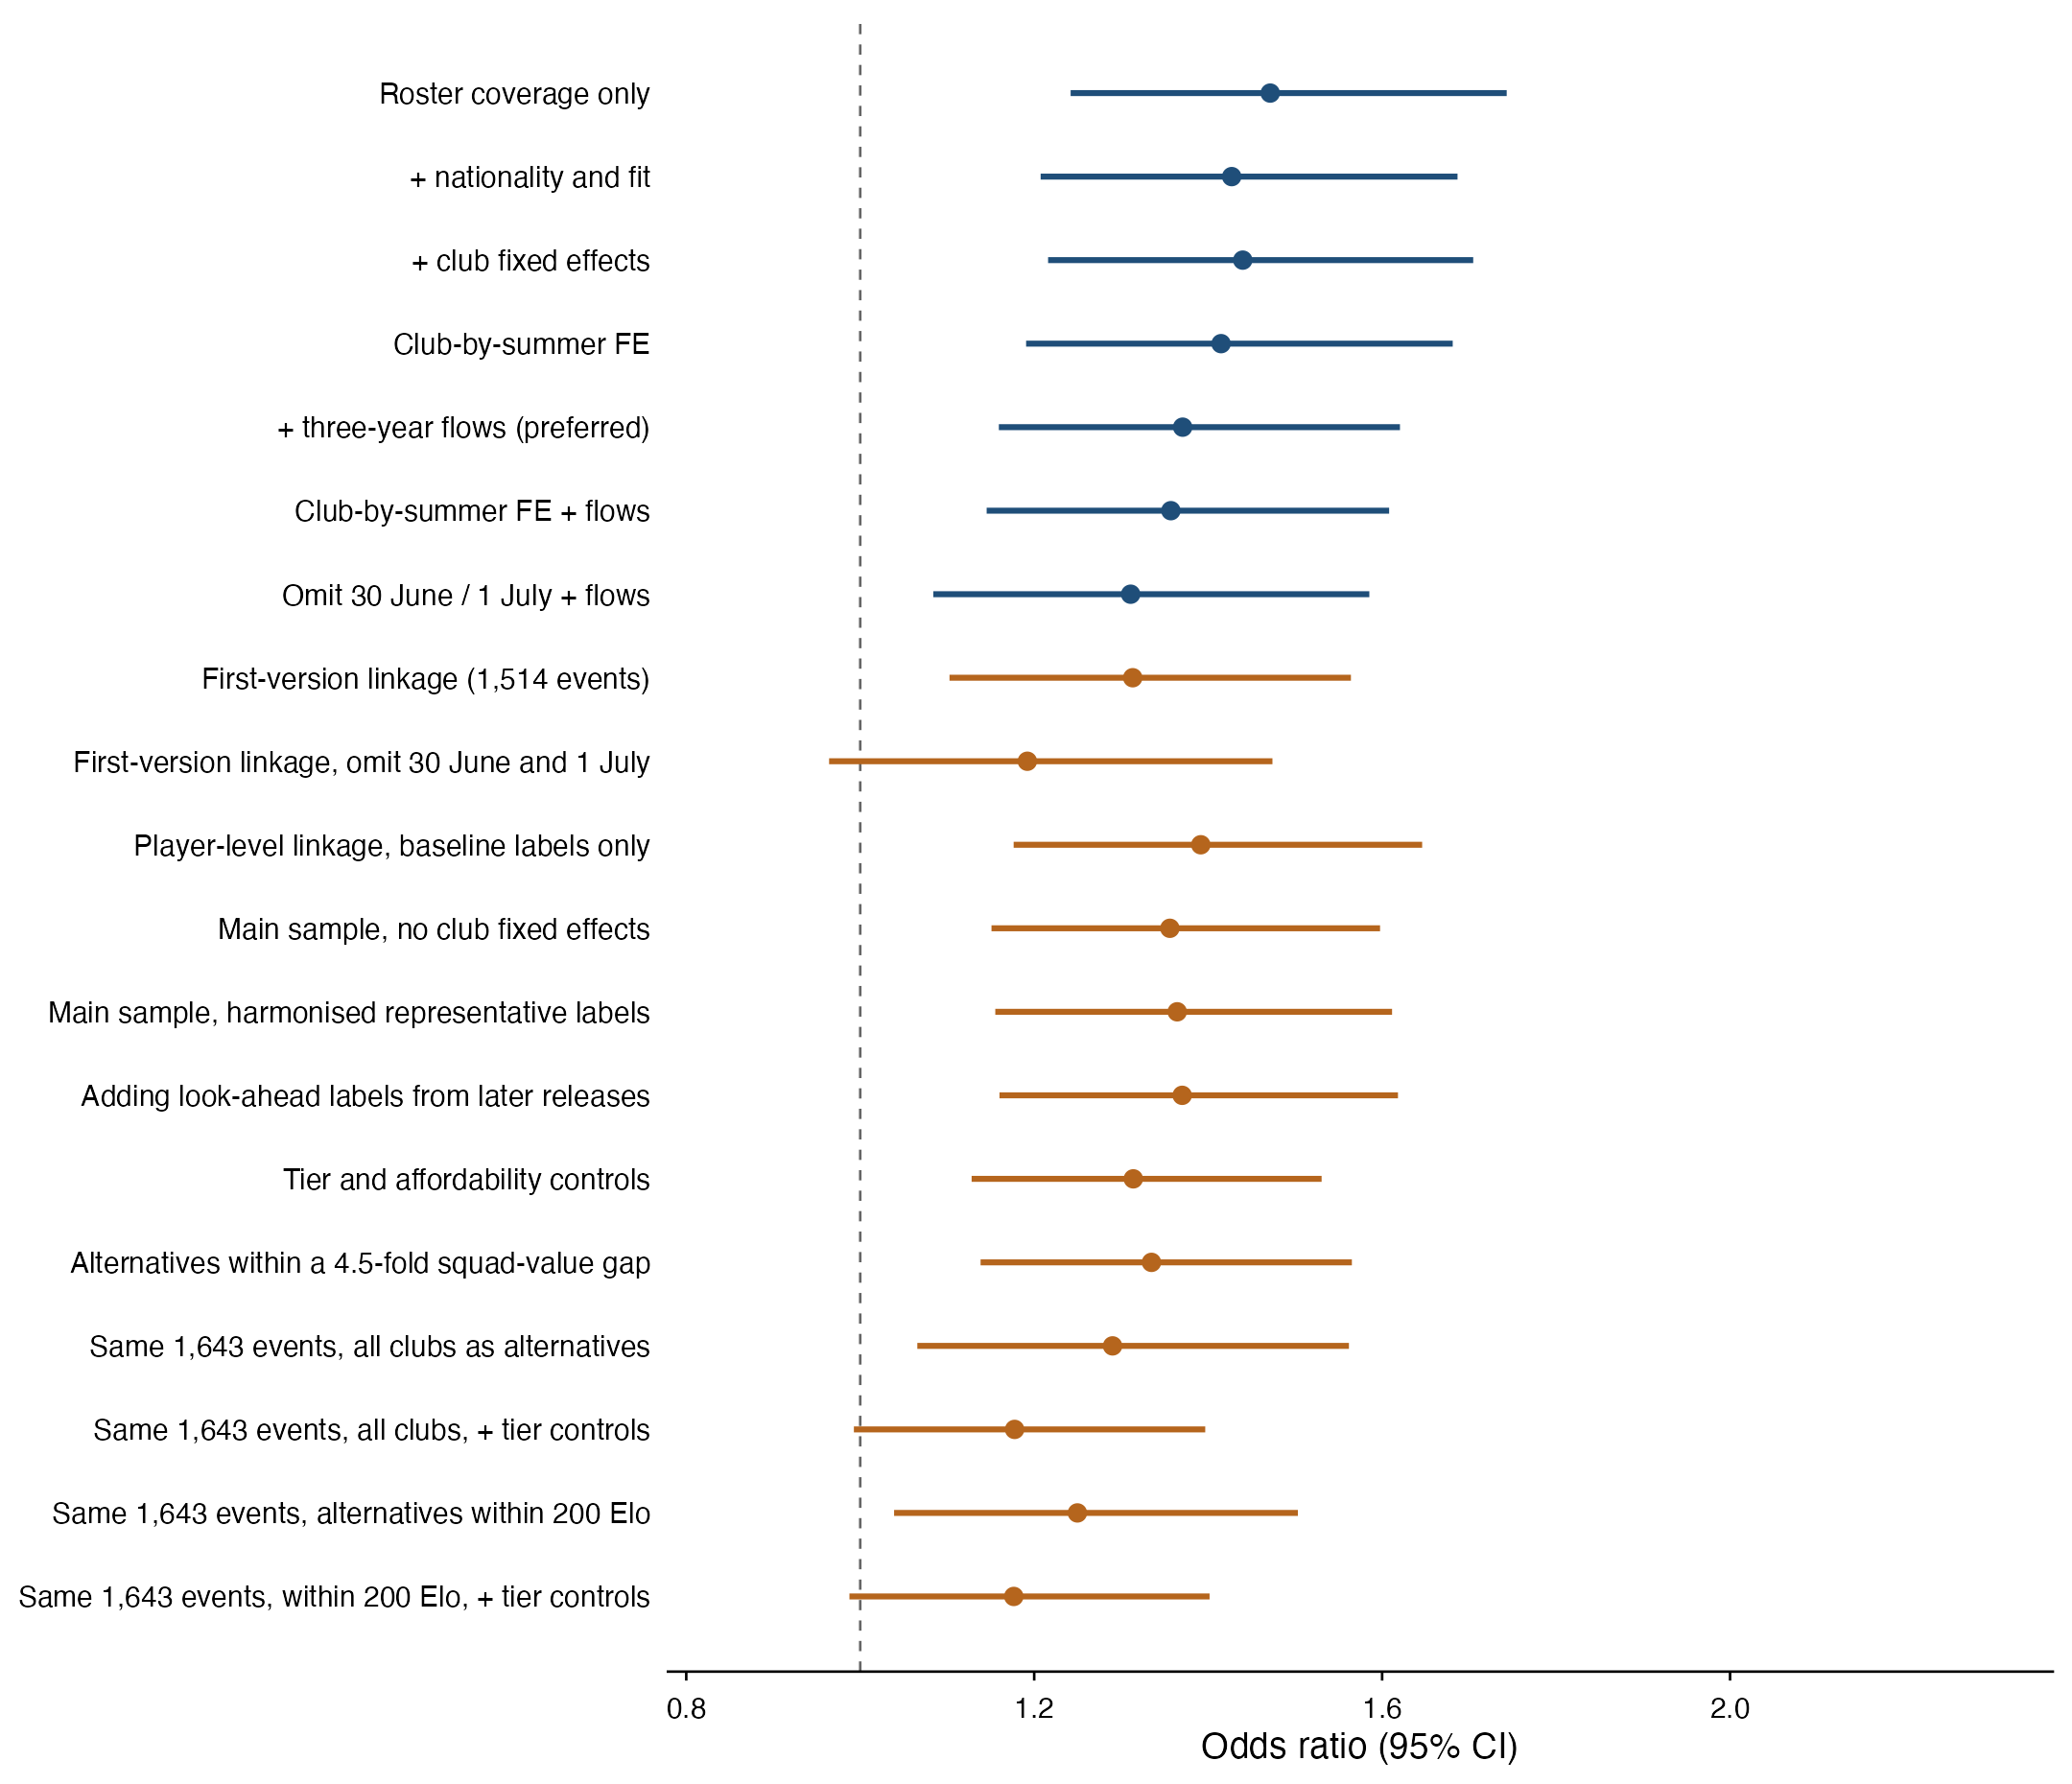 Roster coverage only
+ nationality and fit
+ club fixed effects
Club-by-summer FE
+ three-year flows (preferred)
Club-by-summer FE + flows
Omit 30 June / 1 July + flows
First-version linkage (1,514 events)
First-version linkage, omit 30 June and 1 July
Player-level linkage, baseline labels only
Main sample, no club fixed effects
Main sample, harmonised representative labels
Adding look-ahead labels from later releases
Tier and affordability controls
Alternatives within a 4.5-fold squad-value gap
Same 1,643 events, all clubs as alternatives
Same 1,643 events, all clubs, + tier controls
Same 1,643 events, alternatives within 200 Elo
Same 1,643 events, within 200 Elo, + tier controls
0.8 1.2 1.6 2.0
Odds ratio (95% CI)